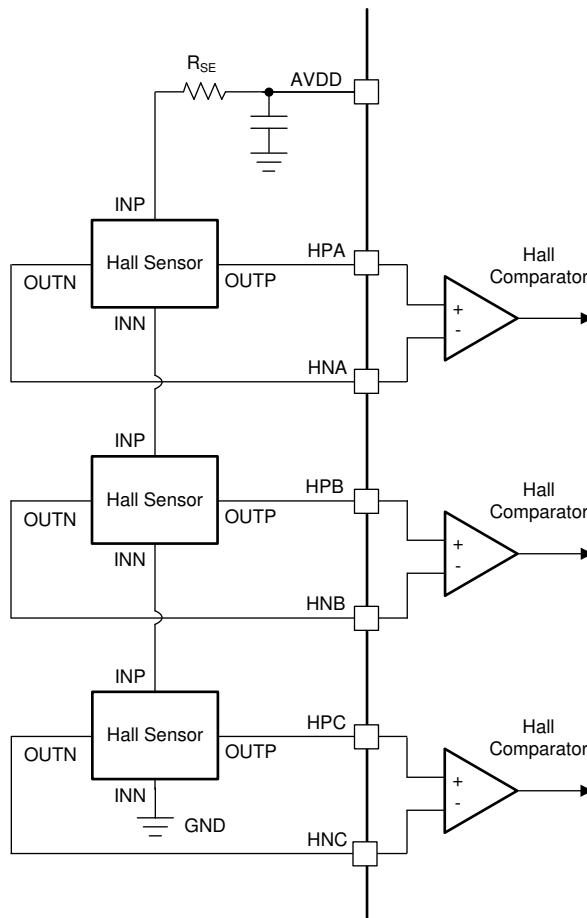 R_SE
AVDD
INP
Hall Sensor
OUTN
OUTP
INN
HPA
HNA
Hall
Comparator
+
-
INP
Hall Sensor
OUTN
OUTP
INN
HPB
HNB
Hall
Comparator
+
-
INP
Hall Sensor
OUTN
OUTP
INN
GND
HPC
HNC
Hall
Comparator
+
-